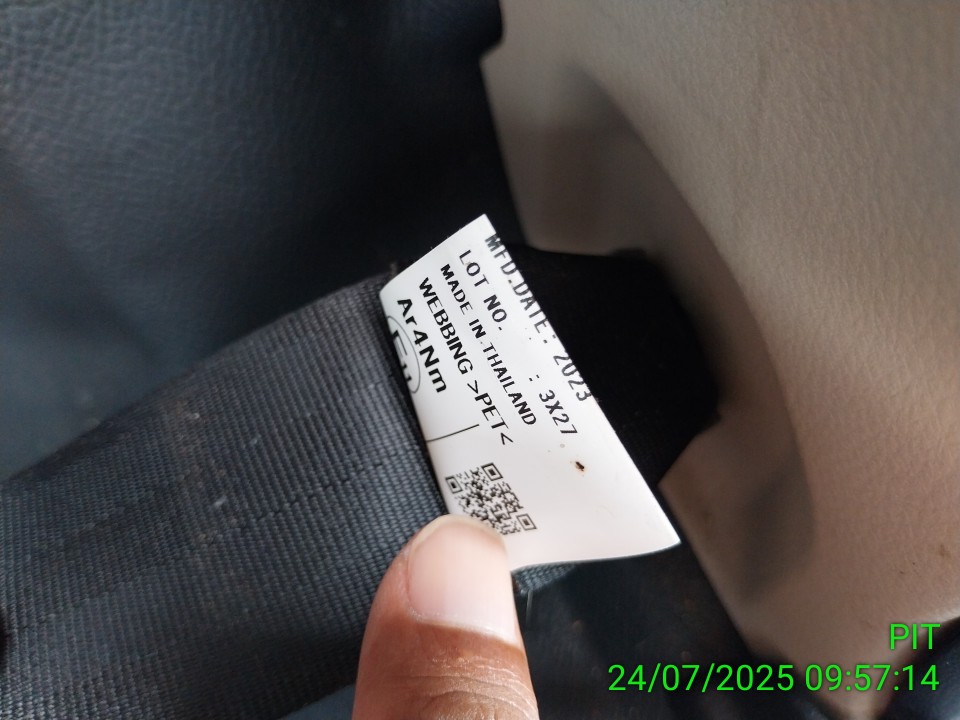 MFD.DATE: 2023
LOT NO. : 3X27
MADE IN THAILAND
WEBBING >PET<
Ar4Nm
PIT
24/07/2025 09:57:14